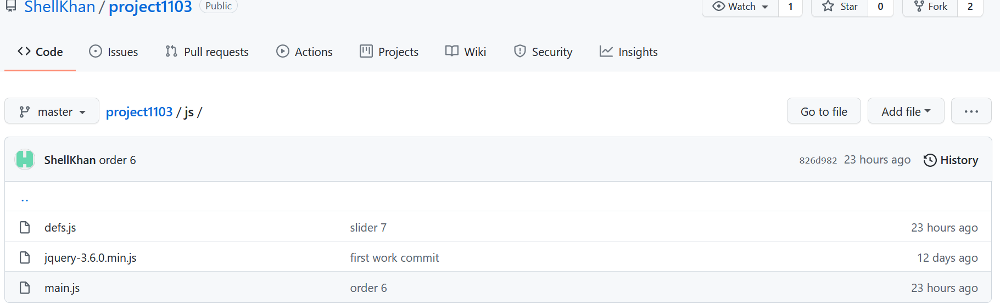 ShellKhan / project1103 Public Watch 1 Star 0 Fork 2
Code Issues Pull requests Actions Projects Wiki Security Insights
master project1103 / js / Go to file Add file ...
ShellKhan order 6 826d982 23 hours ago History
..
defs.js slider 7 23 hours ago
jquery-3.6.0.min.js first work commit 12 days ago
main.js order 6 23 hours ago